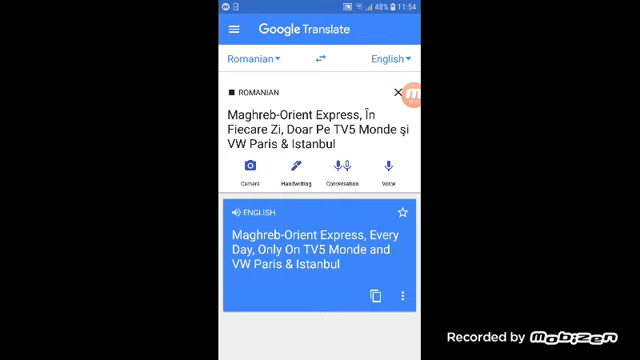 48% 11:54
Google Translate
Romanian English
ROMANIAN
Maghreb-Orient Express, În
Fiecare Zi, Doar Pe TV5 Monde şi
VW Paris & Istanbul
Camera Handwriting Conversation Voice
ENGLISH
Maghreb-Orient Express, Every
Day, Only On TV5 Monde and
VW Paris & Istanbul
Recorded by Mobizen